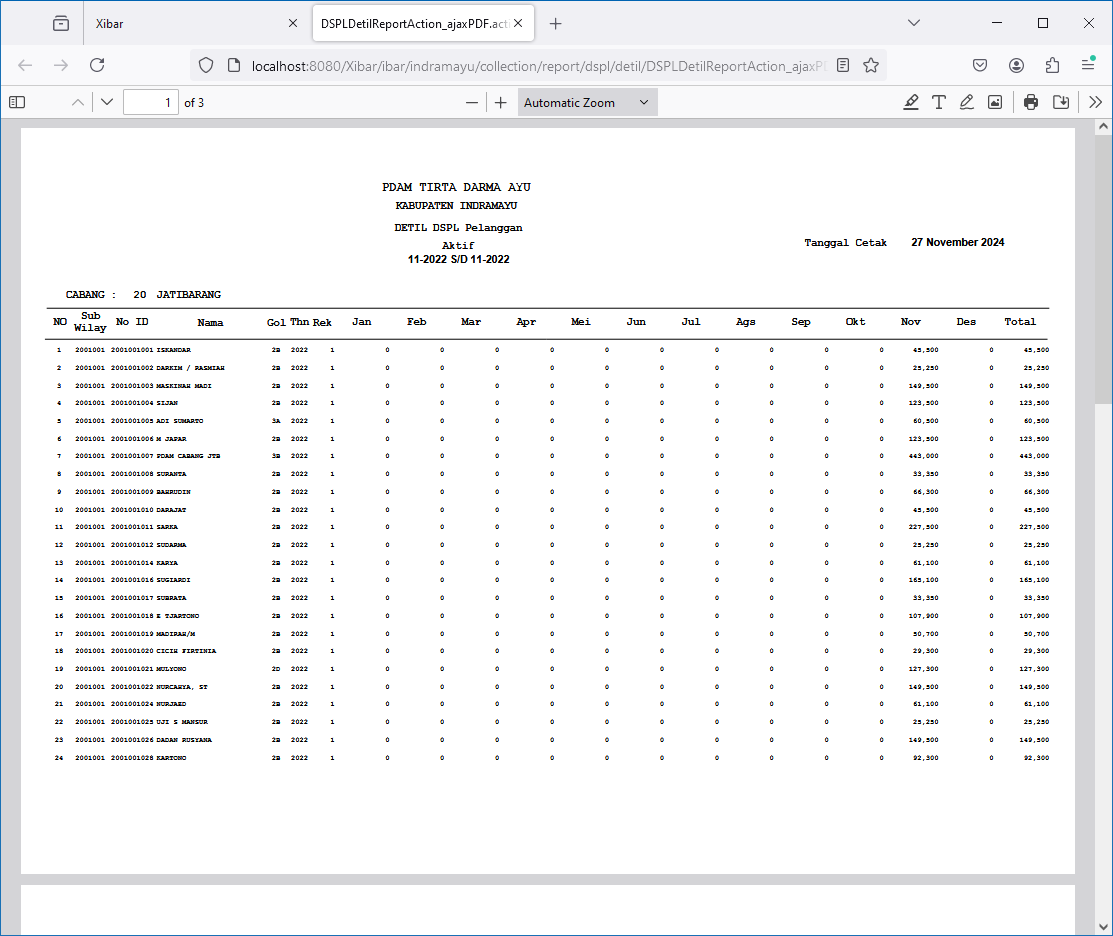 Xibar
DSPLDetilReportAction_ajaxPDF.acti
localhost:8080/Xibar/ibar/indramayu/collection/report/dspl/detil/DSPLDetilReportAction_ajaxPD
1 of 3
Automatic Zoom
PDAM TIRTA DARMA AYU
KABUPATEN INDRAMAYU
DETIL DSPL Pelanggan
Aktif
11-2022 S/D 11-2022
Tanggal Cetak 27 November 2024
CABANG : 20 JATIBARANG
NO Sub Wilay No ID Nama Gol Thn Rek Jan Feb Mar Apr Mei Jun Jul Ags Sep Okt Nov Des Total
1 2001001 2001001001 ISKANDAR 2B 2022 1 0 0 0 0 0 0 0 0 0 0 45,500 0 45,500
2 2001001 2001001002 DARKIM / RASMIAH 2B 2022 1 0 0 0 0 0 0 0 0 0 0 25,250 0 25,250
3 2001001 2001001003 MASKINAH MADI 2B 2022 1 0 0 0 0 0 0 0 0 0 0 149,500 0 149,500
4 2001001 2001001004 SIJAN 2B 2022 1 0 0 0 0 0 0 0 0 0 0 123,500 0 123,500
5 2001001 2001001005 ADI SUMARTO 3A 2022 1 0 0 0 0 0 0 0 0 0 0 60,500 0 60,500
6 2001001 2001001006 M JAPAR 2B 2022 1 0 0 0 0 0 0 0 0 0 0 123,500 0 123,500
7 2001001 2001001007 PDAM CABANG JTB 3B 2022 1 0 0 0 0 0 0 0 0 0 0 443,000 0 443,000
8 2001001 2001001008 SURANTA 2B 2022 1 0 0 0 0 0 0 0 0 0 0 33,350 0 33,350
9 2001001 2001001009 BAHRUDIN 2B 2022 1 0 0 0 0 0 0 0 0 0 0 66,300 0 66,300
10 2001001 2001001010 DARAJAT 2B 2022 1 0 0 0 0 0 0 0 0 0 0 45,500 0 45,500
11 2001001 2001001011 SARKA 2B 2022 1 0 0 0 0 0 0 0 0 0 0 227,500 0 227,500
12 2001001 2001001012 SUDARMA 2B 2022 1 0 0 0 0 0 0 0 0 0 0 25,250 0 25,250
13 2001001 2001001014 KARYA 2B 2022 1 0 0 0 0 0 0 0 0 0 0 61,100 0 61,100
14 2001001 2001001016 SUGIARDI 2B 2022 1 0 0 0 0 0 0 0 0 0 0 165,100 0 165,100
15 2001001 2001001017 SUBRATA 2B 2022 1 0 0 0 0 0 0 0 0 0 0 33,350 0 33,350
16 2001001 2001001018 E TJARTONO 2B 2022 1 0 0 0 0 0 0 0 0 0 0 107,900 0 107,900
17 2001001 2001001019 MADIRAH/M 2B 2022 1 0 0 0 0 0 0 0 0 0 0 50,700 0 50,700
18 2001001 2001001020 CICIH FIRTINIA 2B 2022 1 0 0 0 0 0 0 0 0 0 0 29,300 0 29,300
19 2001001 2001001021 MULYONO 2D 2022 1 0 0 0 0 0 0 0 0 0 0 127,300 0 127,300
20 2001001 2001001022 NURCAHYA, ST 2B 2022 1 0 0 0 0 0 0 0 0 0 0 149,500 0 149,500
21 2001001 2001001024 NURJAED 2B 2022 1 0 0 0 0 0 0 0 0 0 0 61,100 0 61,100
22 2001001 2001001025 UJI S MANSUR 2B 2022 1 0 0 0 0 0 0 0 0 0 0 25,250 0 25,250
23 2001001 2001001026 DADAN RUSYANA 2B 2022 1 0 0 0 0 0 0 0 0 0 0 149,500 0 149,500
24 2001001 2001001028 KARTONO 2B 2022 1 0 0 0 0 0 0 0 0 0 0 92,300 0 92,300